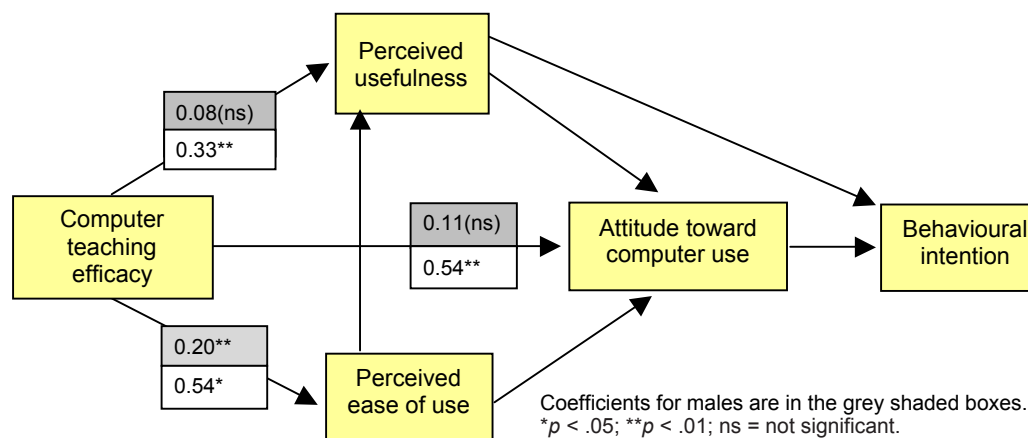 Perceived
usefulness
0.08(ns)
0.33**
Computer
teaching
efficacy
0.11(ns)
0.54**
Attitude toward
computer use
Behavioural
intention
0.20**
0.54*
Perceived
ease of use
Coefficients for males are in the grey shaded boxes.
*p < .05; **p < .01; ns = not significant.